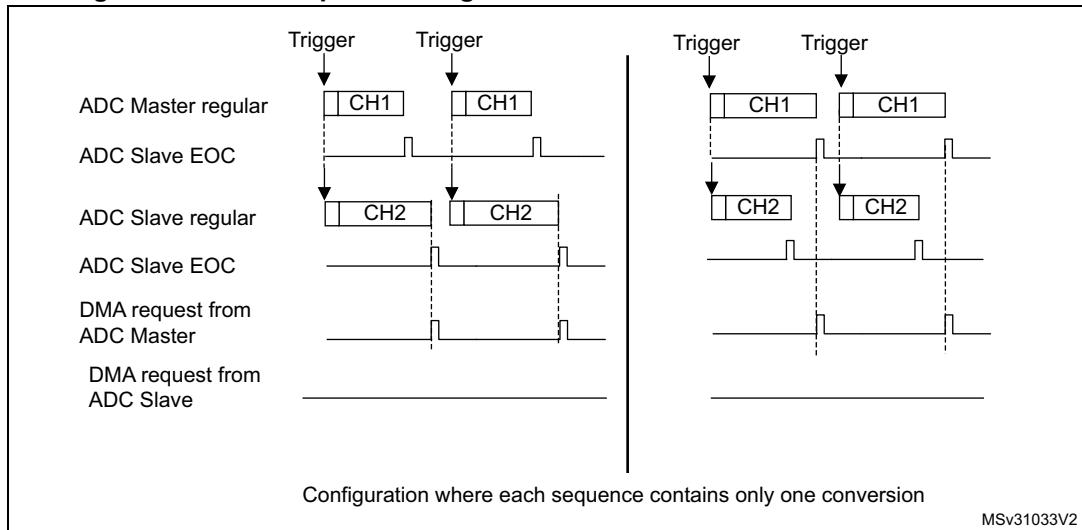 Trigger Trigger Trigger Trigger
ADC Master regular CH1 CH1 CH1 CH1
ADC Slave EOC
ADC Slave regular CH2 CH2 CH2 CH2
ADC Slave EOC
DMA request from
ADC Master
DMA request from
ADC Slave
Configuration where each sequence contains only one conversion
MSv31033V2